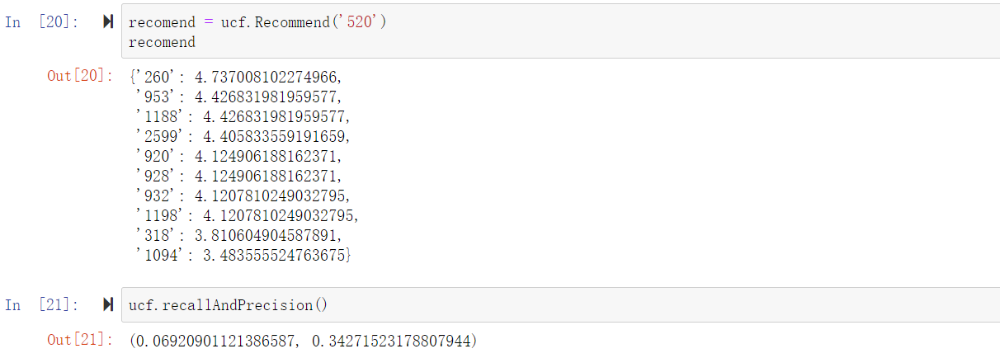 In [20]: recomend = ucf.Recommend('520')
recomend
Out[20]: {'260': 4.737008102274966,
'953': 4.426831981959577,
'1188': 4.426831981959577,
'2599': 4.405833559191659,
'920': 4.124906188162371,
'928': 4.124906188162371,
'932': 4.1207810249032795,
'1198': 4.1207810249032795,
'318': 3.810604904587891,
'1094': 3.483555524763675}
In [21]: ucf.recallAndPrecision()
Out[21]: (0.06920901121386587, 0.34271523178807944)